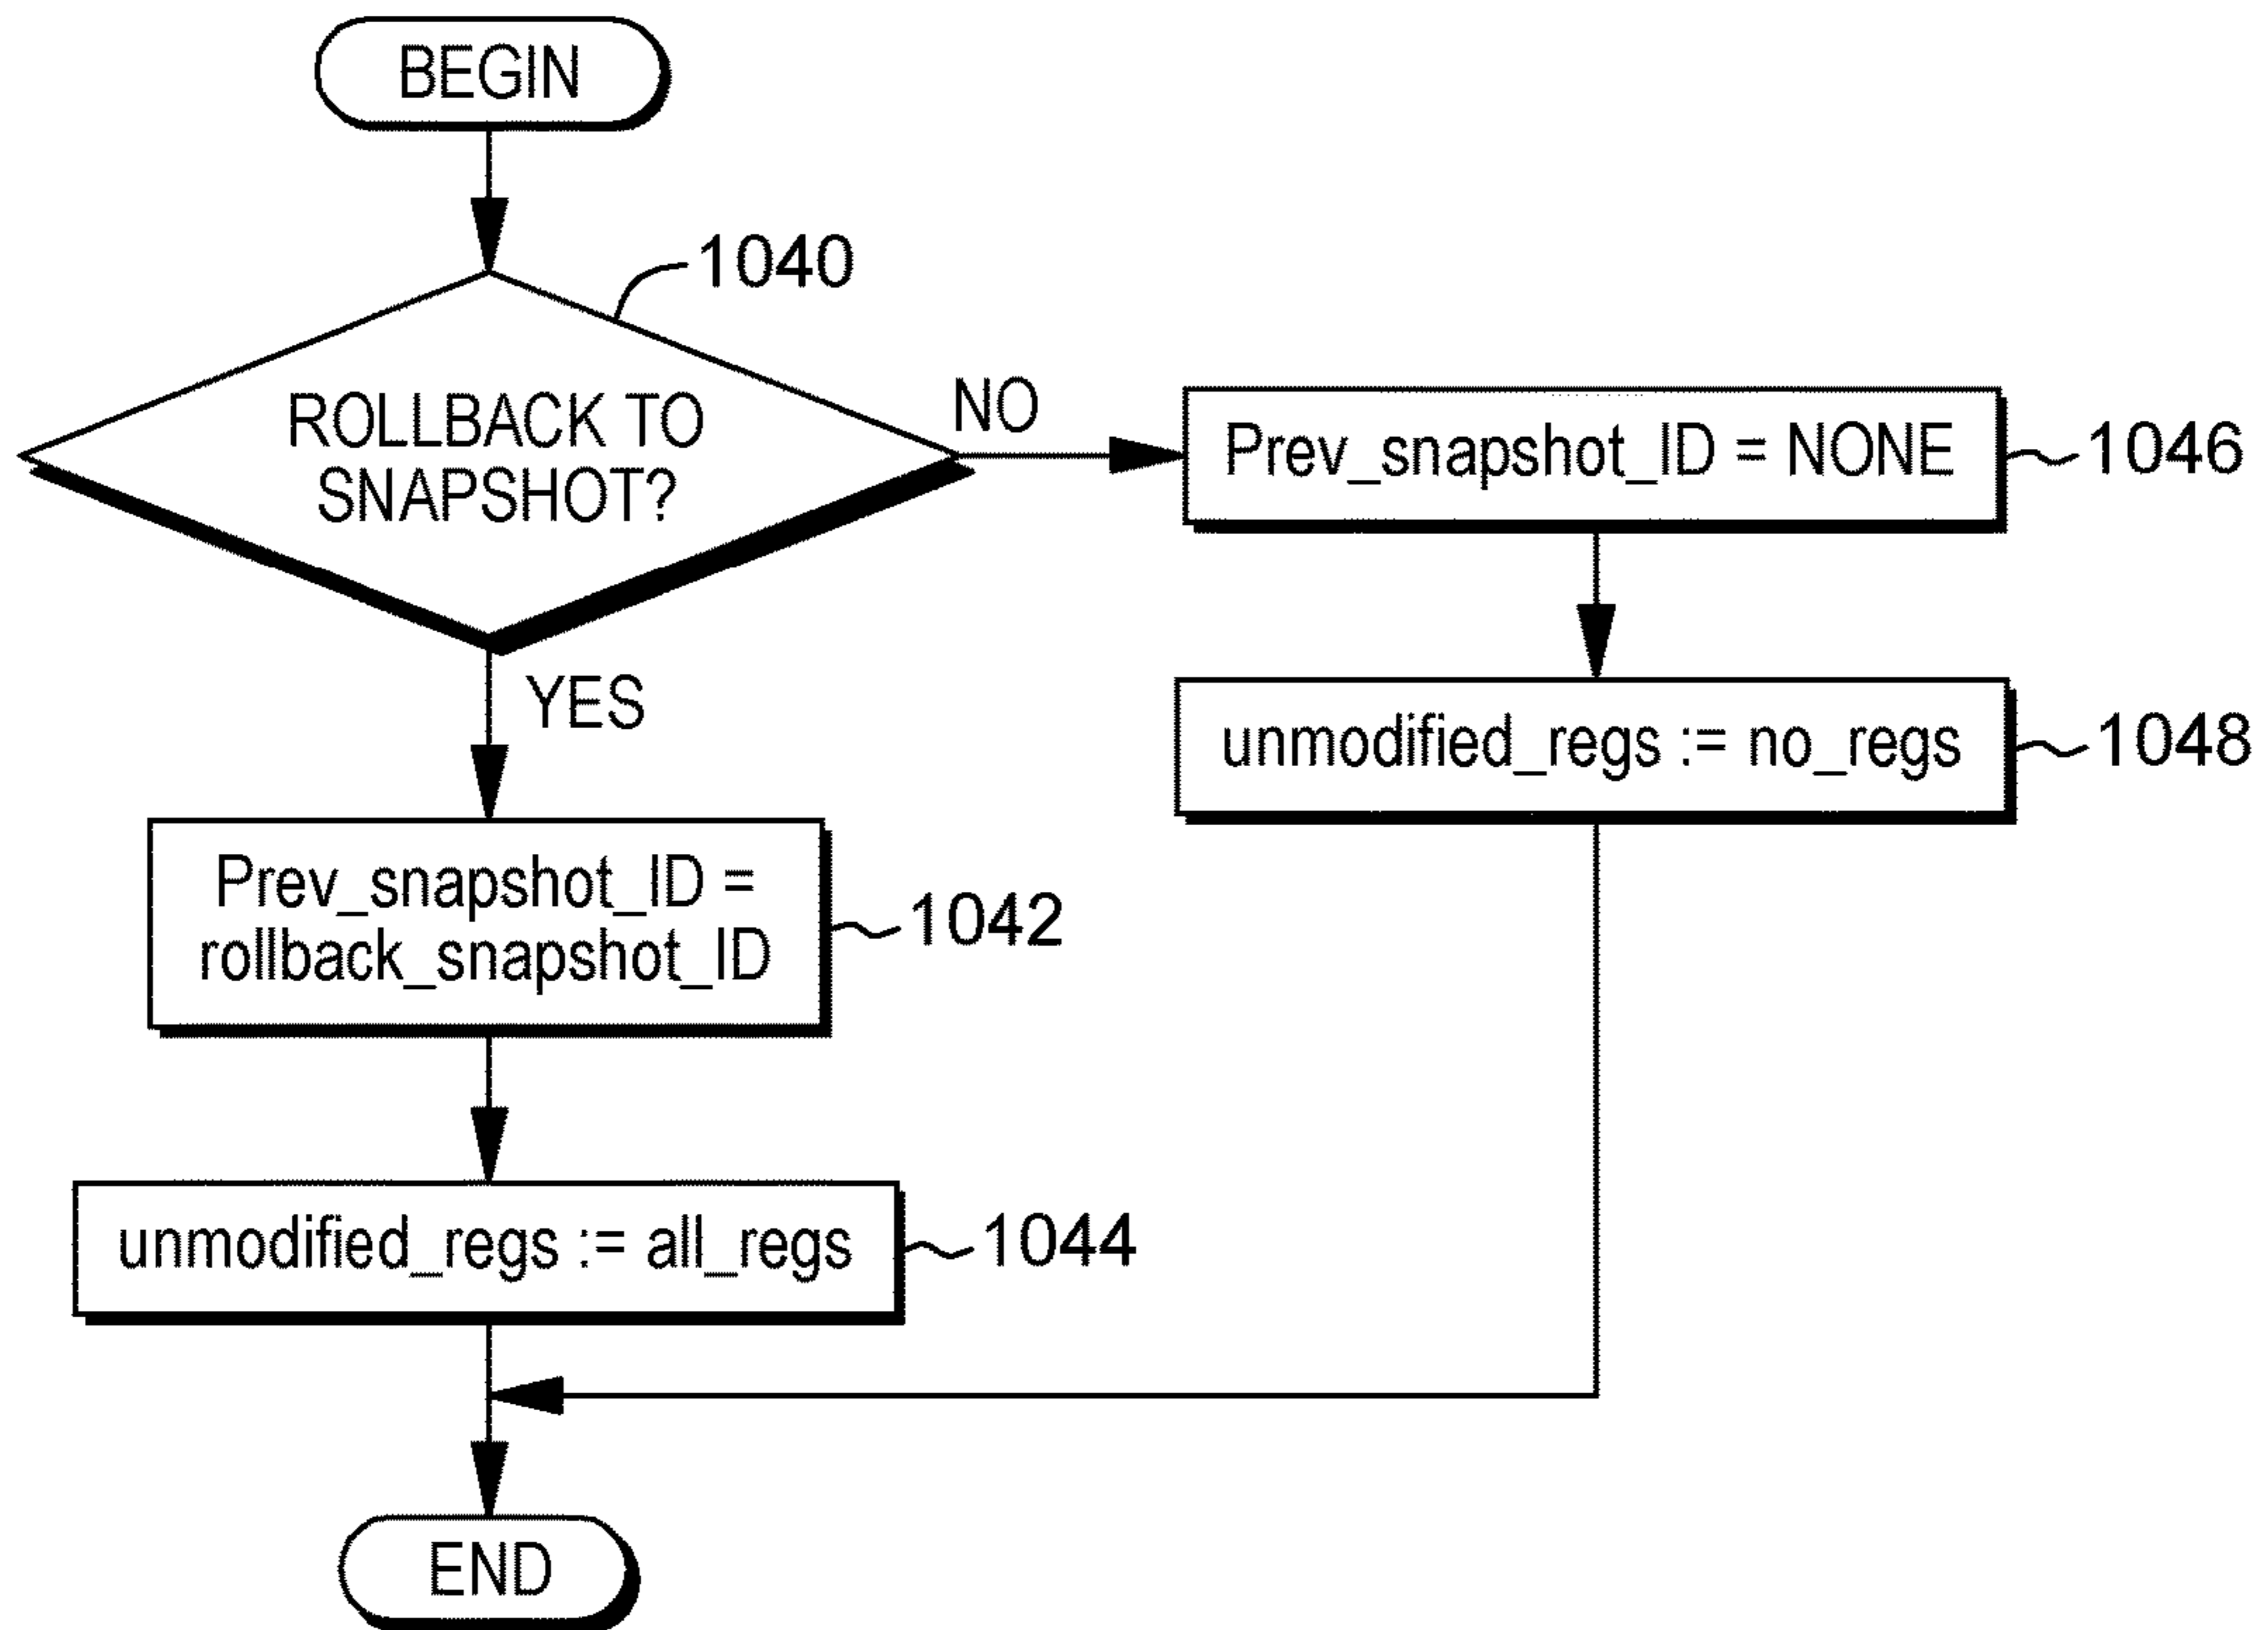 BEGIN
1040
ROLLBACK TO
SNAPSHOT?
NO
Prev_snapshot_ID = NONE
1046
unmodified_regs := no_regs
1048
YES
Prev_snapshot_ID =
rollback_snapshot_ID
1042
unmodified_regs := all_regs
1044
END